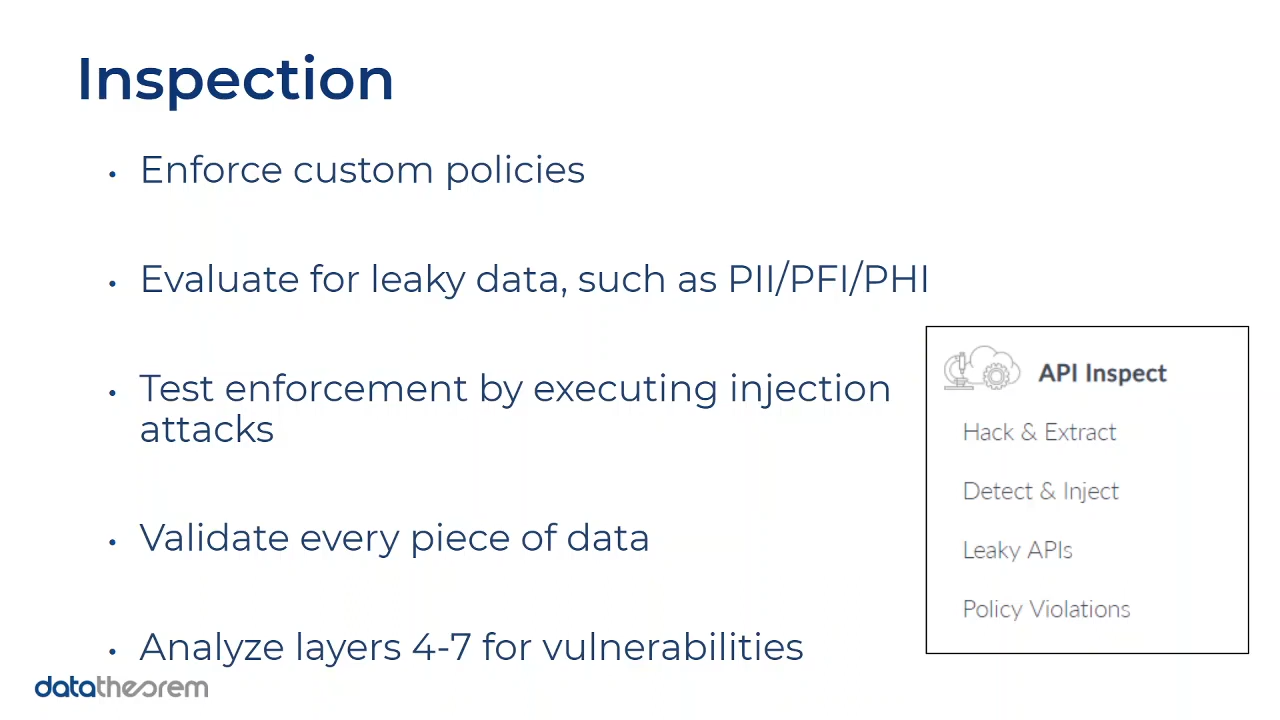 Inspection
• Enforce custom policies
• Evaluate for leaky data, such as PII/PFI/PHI
• Test enforcement by executing injection
attacks
• Validate every piece of data
• Analyze layers 4-7 for vulnerabilities
API Inspect
Hack & Extract
Detect & Inject
Leaky APIs
Policy Violations
datatheorem